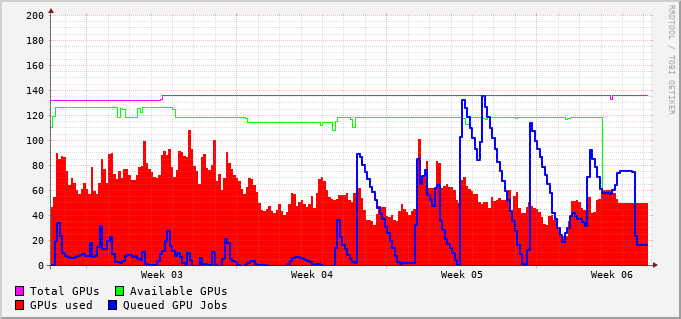 200
180
160
140
120
100
80
60
40
20
0
Week 03 Week 04 Week 05 Week 06
Total GPUs Available GPUs
GPUs used Queued GPU Jobs
RRDTOOL / TOBI OETIKER